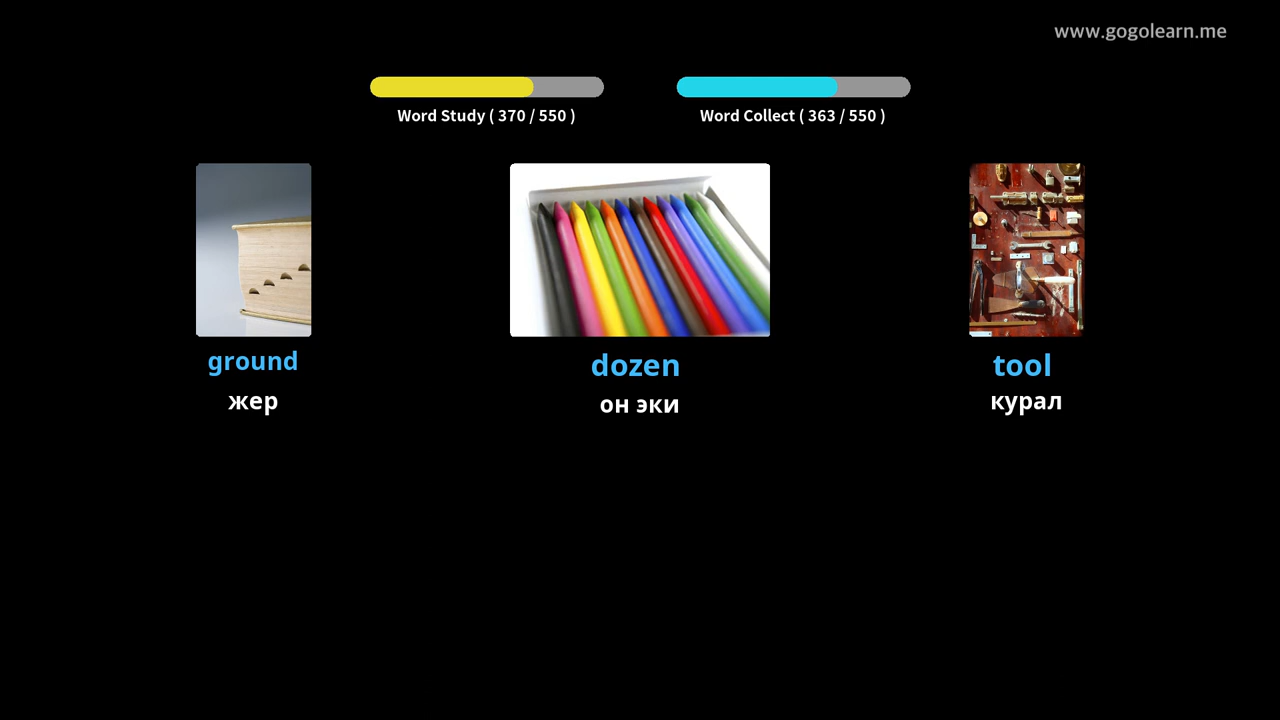 www.gogolearn.me
Word Study ( 370 / 550 )
Word Collect ( 363 / 550 )
ground
жер
dozen
он эки
tool
курал